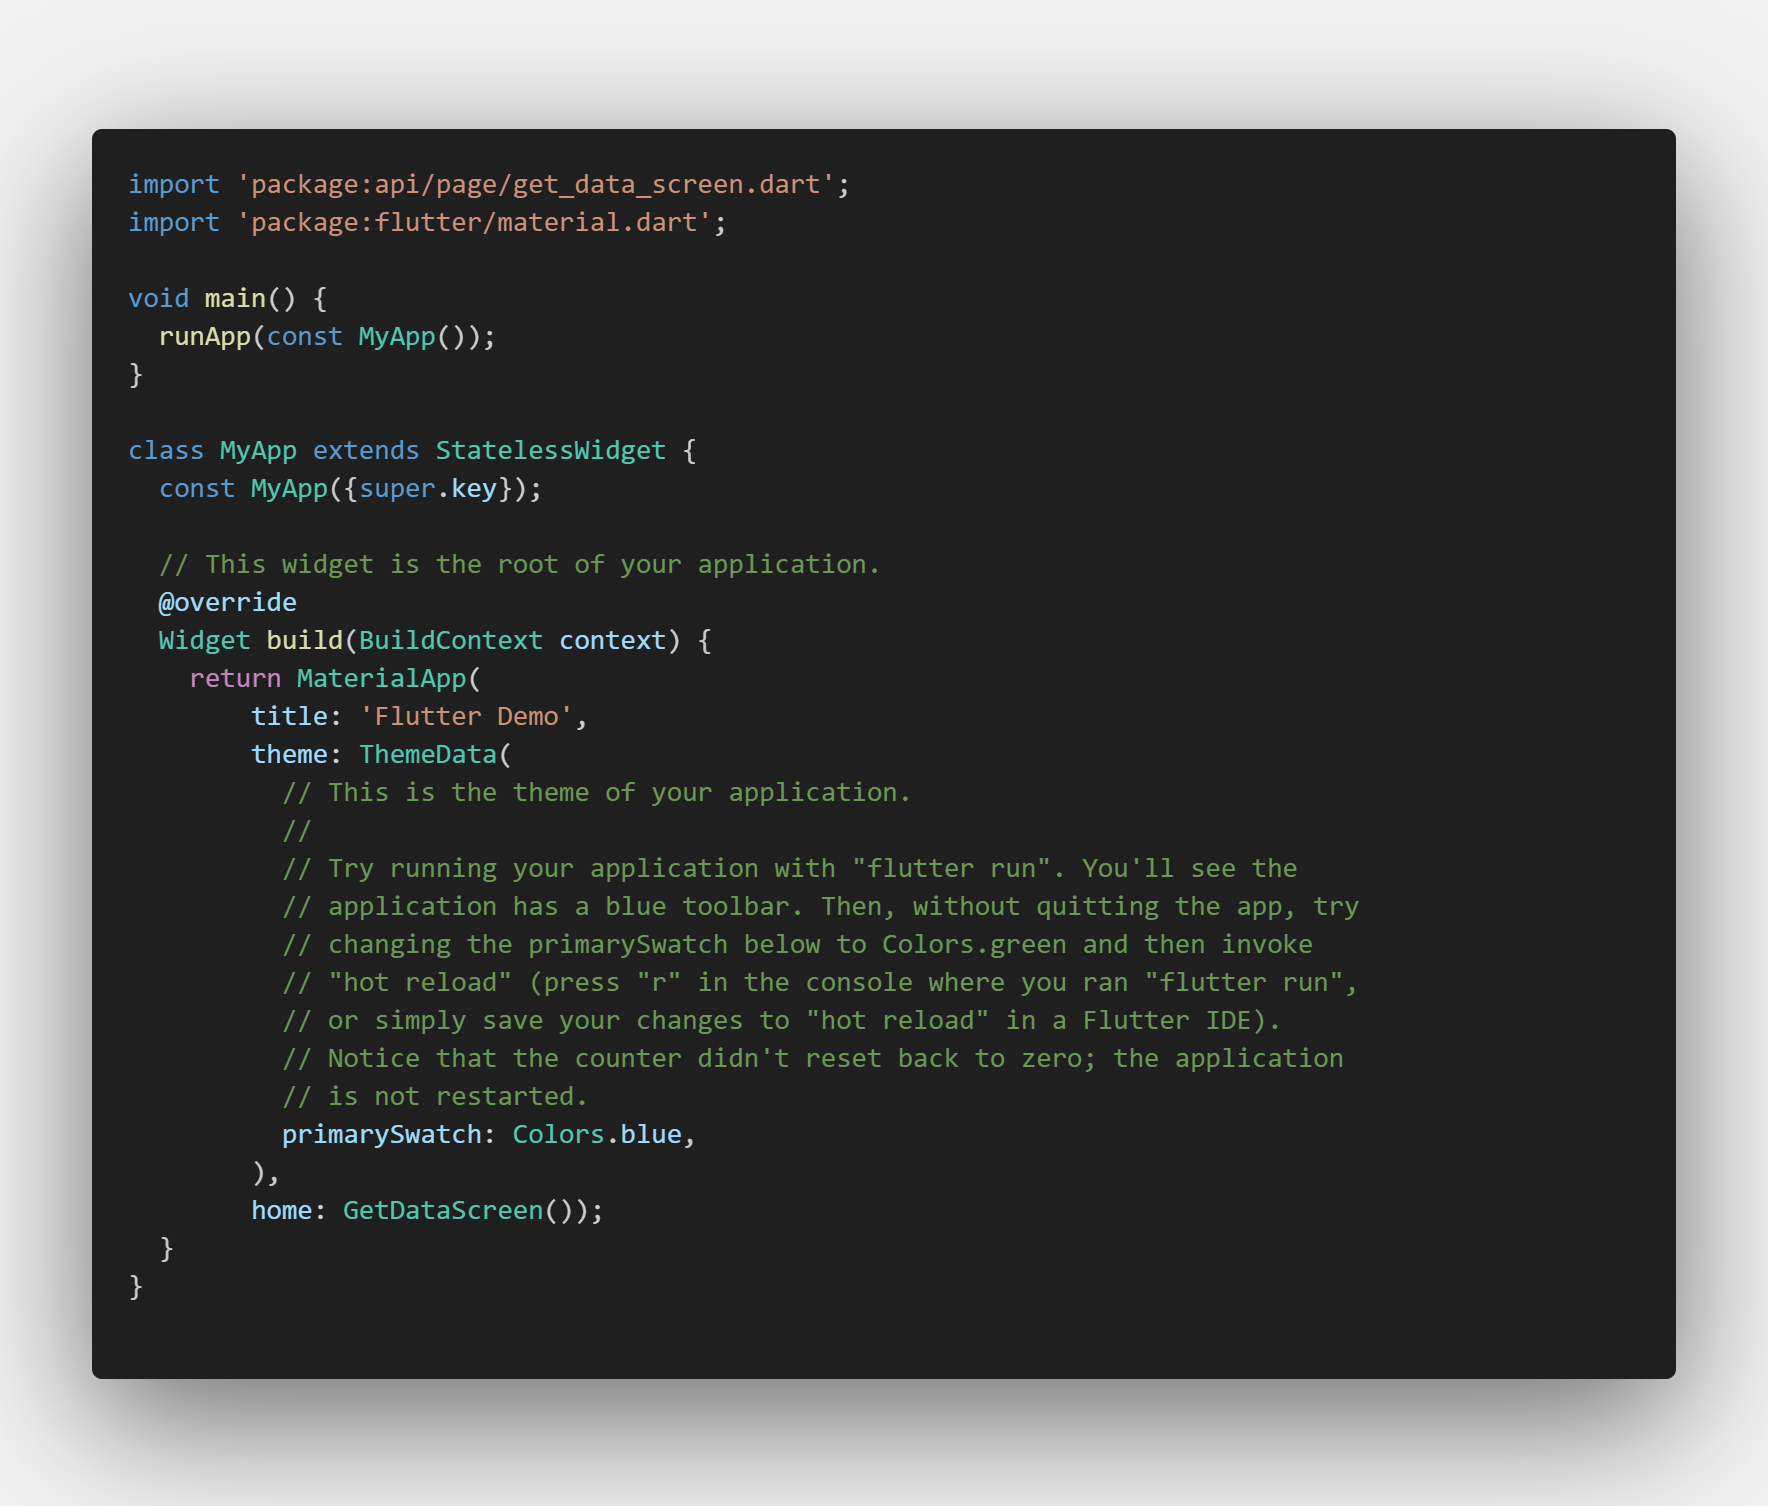 import 'package:api/page/get_data_screen.dart';
import 'package:flutter/material.dart';

void main() {
  runApp(const MyApp());
}

class MyApp extends StatelessWidget {
  const MyApp({super.key});

  // This widget is the root of your application.
  @override
  Widget build(BuildContext context) {
    return MaterialApp(
        title: 'Flutter Demo',
        theme: ThemeData(
          // This is the theme of your application.
          //
          // Try running your application with "flutter run". You'll see the
          // application has a blue toolbar. Then, without quitting the app, try
          // changing the primarySwatch below to Colors.green and then invoke
          // "hot reload" (press "r" in the console where you ran "flutter run",
          // or simply save your changes to "hot reload" in a Flutter IDE).
          // Notice that the counter didn't reset back to zero; the application
          // is not restarted.
          primarySwatch: Colors.blue,
        ),
        home: GetDataScreen());
  }
}